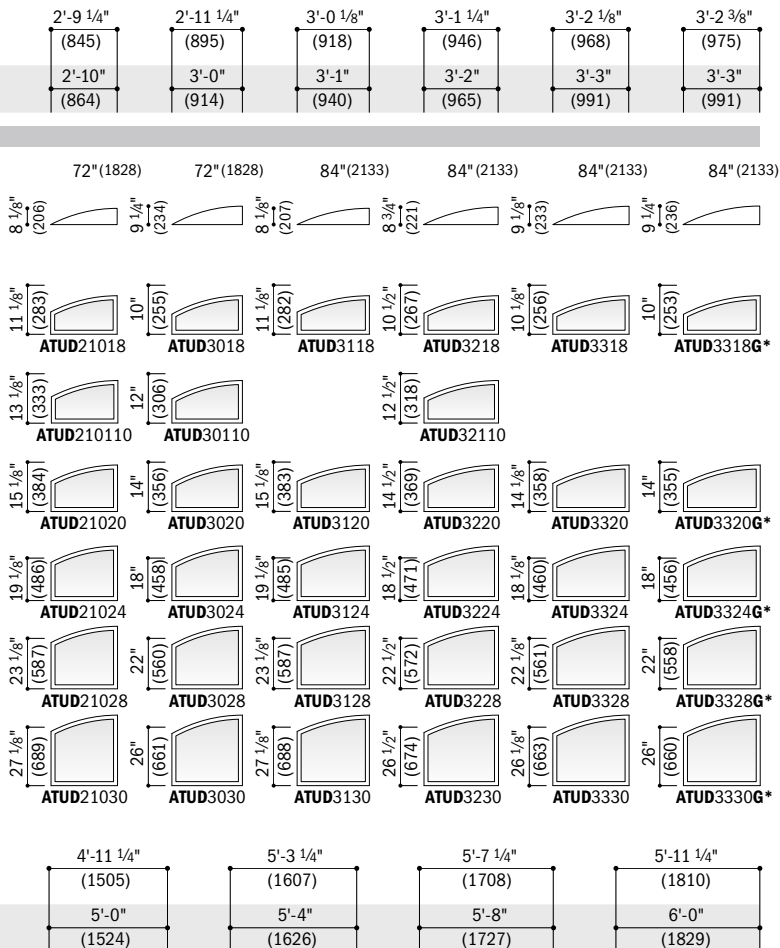 2'-9 1/4" 2'-11 1/4" 3'-0 1/8" 3'-1 1/4" 3'-2 1/8" 3'-2 3/8"
(845) (895) (918) (946) (968) (975)
2'-10" 3'-0" 3'-1" 3'-2" 3'-3" 3'-3"
(864) (914) (940) (965) (991) (991)
72" (1828) 72" (1828) 84" (2133) 84" (2133) 84" (2133) 84" (2133)
8 1/8" (206) 9 1/4" (234) 8 1/8" (207) 8 3/4" (221) 9 1/8" (233) 9 1/4" (236)
11 1/8" (283) 10" (255) 11 1/8" (282) 10 1/2" (267) 10 1/8" (256) 10" (253)
ATUD21018 ATUD3018 ATUD3118 ATUD3218 ATUD3318 ATUD3318G*
13 1/8" (333) 12" (306) 12 1/2" (318)
ATUD210110 ATUD30110 ATUD32110
15 1/8" (384) 14" (356) 15 1/8" (383) 14 1/2" (369) 14 1/8" (358) 14" (355)
ATUD21020 ATUD3020 ATUD3120 ATUD3220 ATUD3320 ATUD3320G*
19 1/8" (486) 18" (458) 19 1/8" (485) 18 1/2" (471) 18 1/8" (460) 18" (456)
ATUD21024 ATUD3024 ATUD3124 ATUD3224 ATUD3324 ATUD3324G*
23 1/8" (587) 22" (560) 23 1/8" (587) 22 1/2" (572) 22 1/8" (561) 22" (558)
ATUD21028 ATUD3028 ATUD3128 ATUD3228 ATUD3328 ATUD3328G*
27 1/8" (689) 26" (661) 27 1/8" (688) 26 1/2" (674) 26 1/8" (663) 26" (660)
ATUD21030 ATUD3030 ATUD3130 ATUD3230 ATUD3330 ATUD3330G*
4'-11 1/4" 5'-3 1/4" 5'-7 1/4" 5'-11 1/4"
(1505) (1607) (1708) (1810)
5'-0" 5'-4" 5'-8" 6'-0"
(1524) (1626) (1727) (1829)